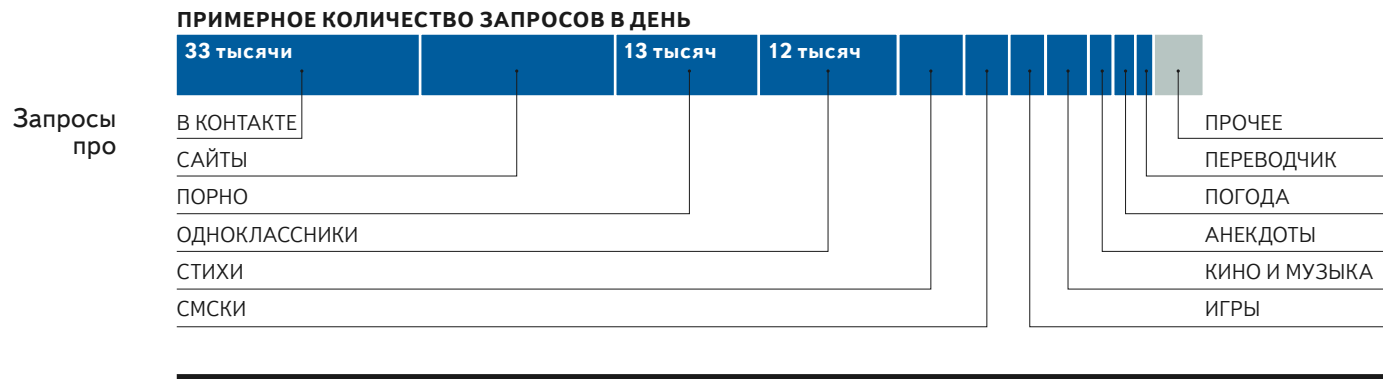 ПРИМЕРНОЕ КОЛИЧЕСТВО ЗАПРОСОВ В ДЕНЬ
33 тысячи
13 тысяч
12 тысяч
Запросы
про
В КОНТАКТЕ
САЙТЫ
ПОРНО
ОДНОКЛАССНИКИ
СТИХИ
СМСКИ
ПРОЧЕЕ
ПЕРЕВОДЧИК
ПОГОДА
АНЕКДОТЫ
КИНО И МУЗЫКА
ИГРЫ